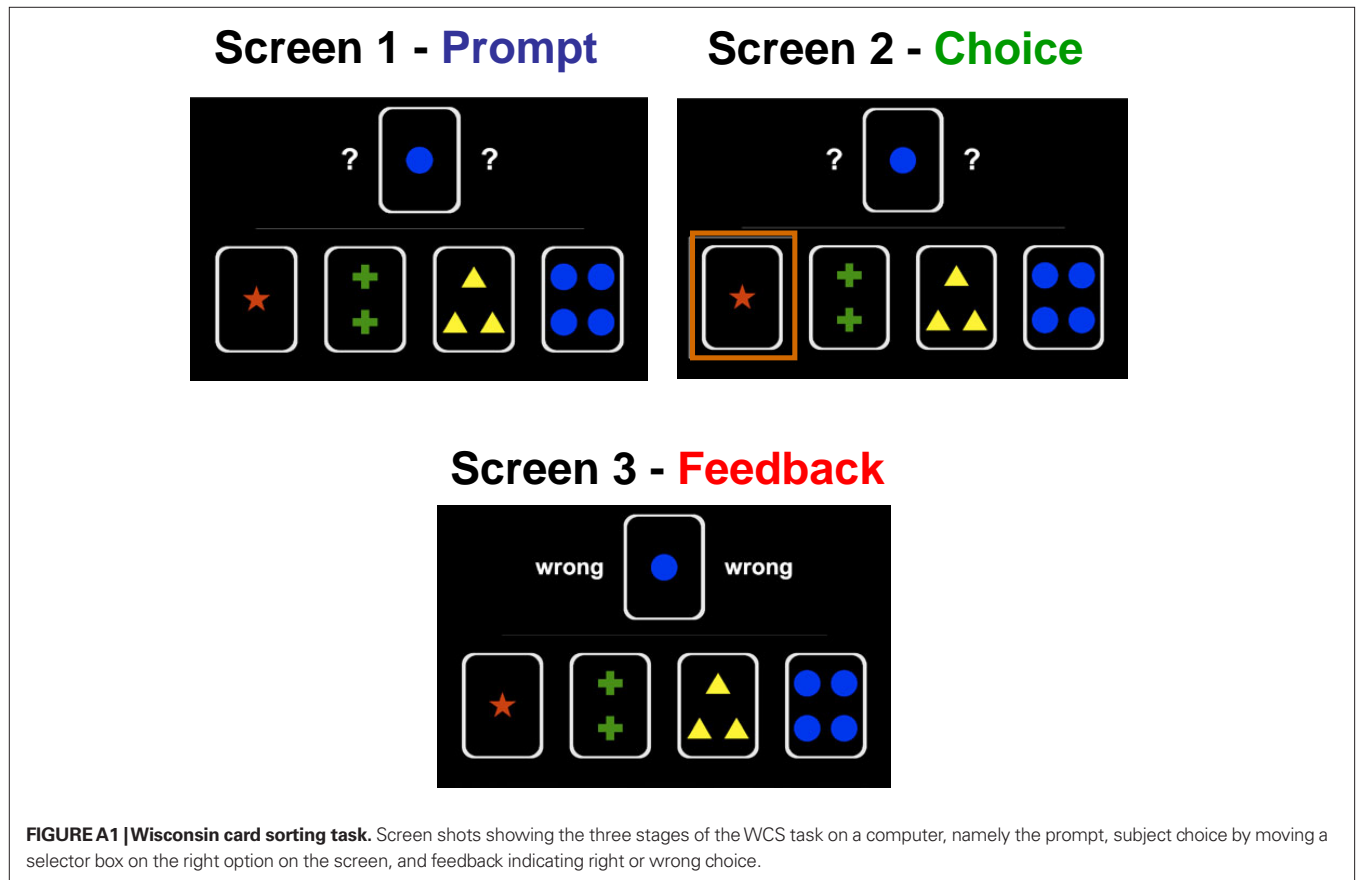 Screen 1 - Prompt
Screen 2 - Choice
? ?
? ?
Screen 3 - Feedback
wrong wrong
FIGURE A1 | Wisconsin card sorting task. Screen shots showing the three stages of the WCS task on a computer, namely the prompt, subject choice by moving a
selector box on the right option on the screen, and feedback indicating right or wrong choice.